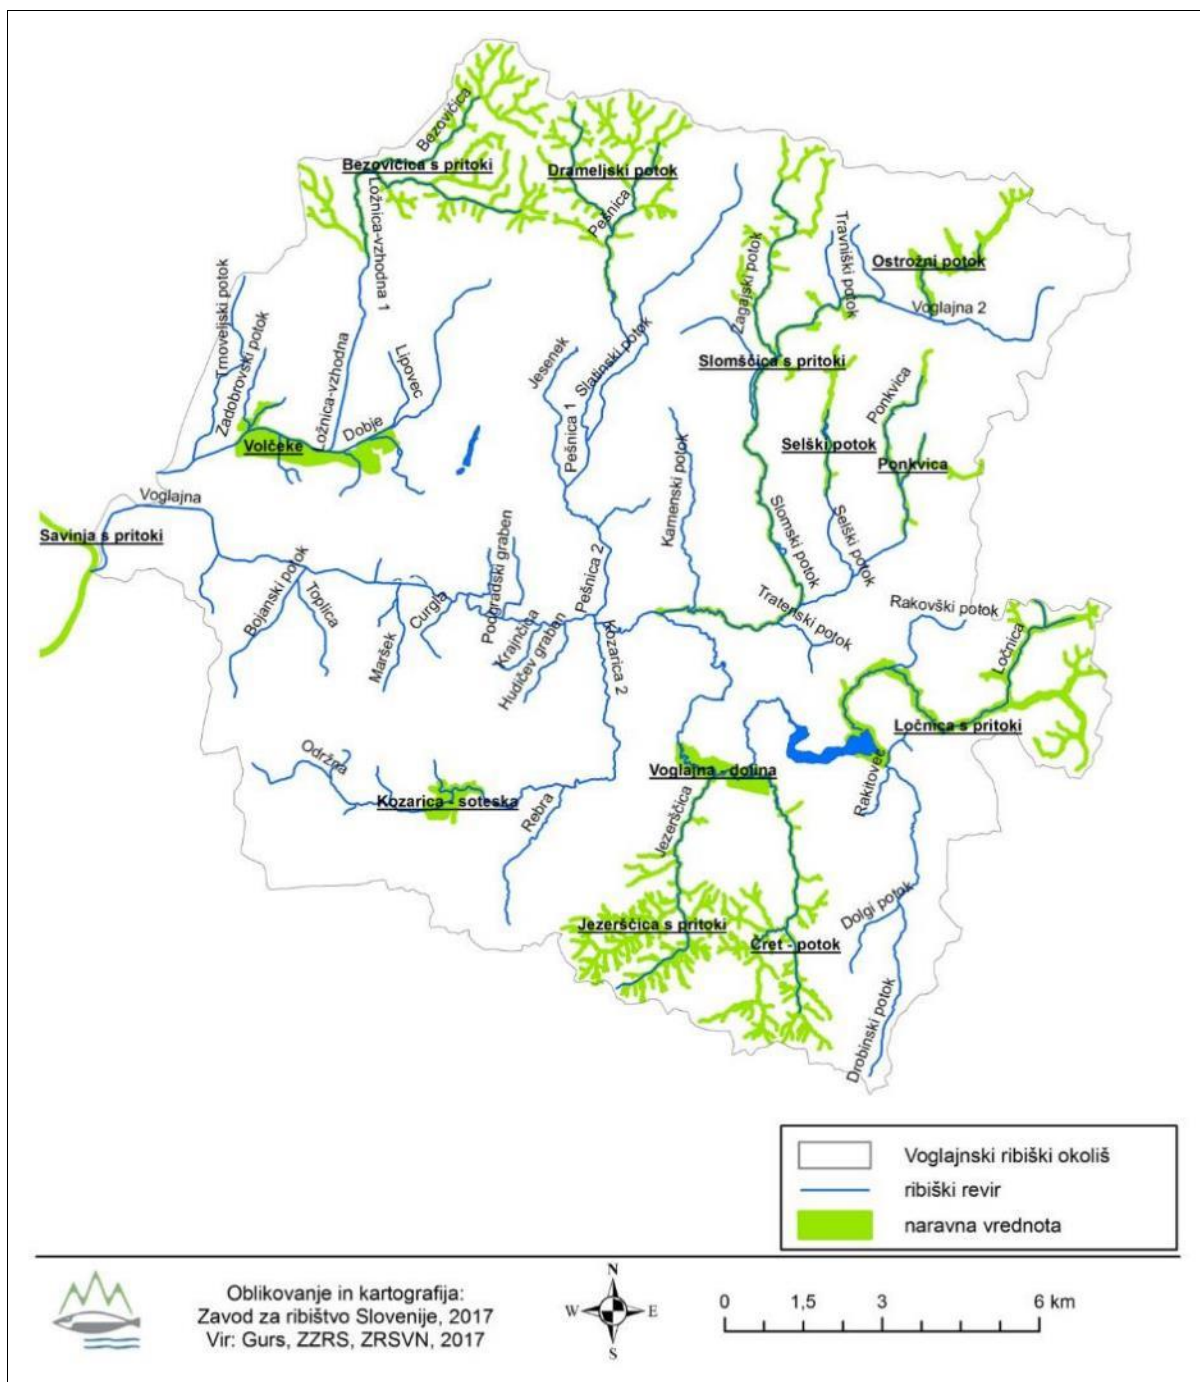 Bezovičica
Bezovičica s pritoki
Drameljski potok
Ložnica-vzhodna 1
Pešnica
Travniški potok
Zagajski potok
Ostrožni potok
Voglajna 2
Trnoveljski potok
Zadobrovski potok
Ložnica-vzhodna
Lipovec
Jesenek
Slatinski potok
Slomščica s pritoki
Ponkvica
Dobje
Volčeke
Pešnica 1
Selški potok
Ponkvica
Kamenski potok
Voglajna
Savinja s pritoki
Slomski potok
Selški potok
Bojanski potok
Toplica
Curgla
Podgradski graben
Pešnica 2
Tratenski potok
Rakovški potok
Maršek
Krajnčica
Hudičev graben
Kozarica 2
Ločnica
Ločnica s pritoki
Održna
Voglajna - dolina
Rakitovec
Kozarica - soteska
Rebra
Jezerščica
Jezerščica s pritoki
Čret - potok
Dolgi potok
Drobinski potok
Voglajnski ribiški okoliš
ribiški revir
naravna vrednota
Oblikovanje in kartografija:
Zavod za ribištvo Slovenije, 2017
Vir: Gurs, ZZRS, ZRSVN, 2017
N
W E
S
0 1,5 3 6 km